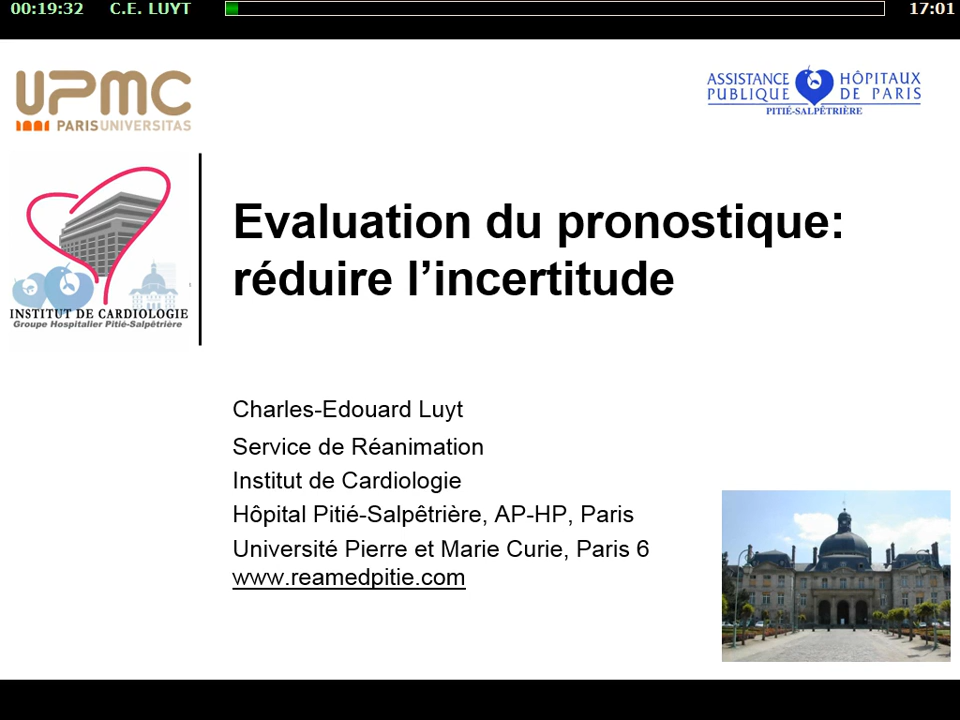 00:19:32 C.E. LUYT 17:01
UPMC
PARISUNIVERSITAS
ASSISTANCE PUBLIQUE HÔPITAUX DE PARIS
PITIÉ-SALPÊTRIÈRE
INSTITUT DE CARDIOLOGIE
Groupe Hospitalier Pitié-Salpêtrière
Evaluation du pronostique:
réduire l’incertitude
Charles-Edouard Luyt
Service de Réanimation
Institut de Cardiologie
Hôpital Pitié-Salpêtrière, AP-HP, Paris
Université Pierre et Marie Curie, Paris 6
www.reamedpitie.com